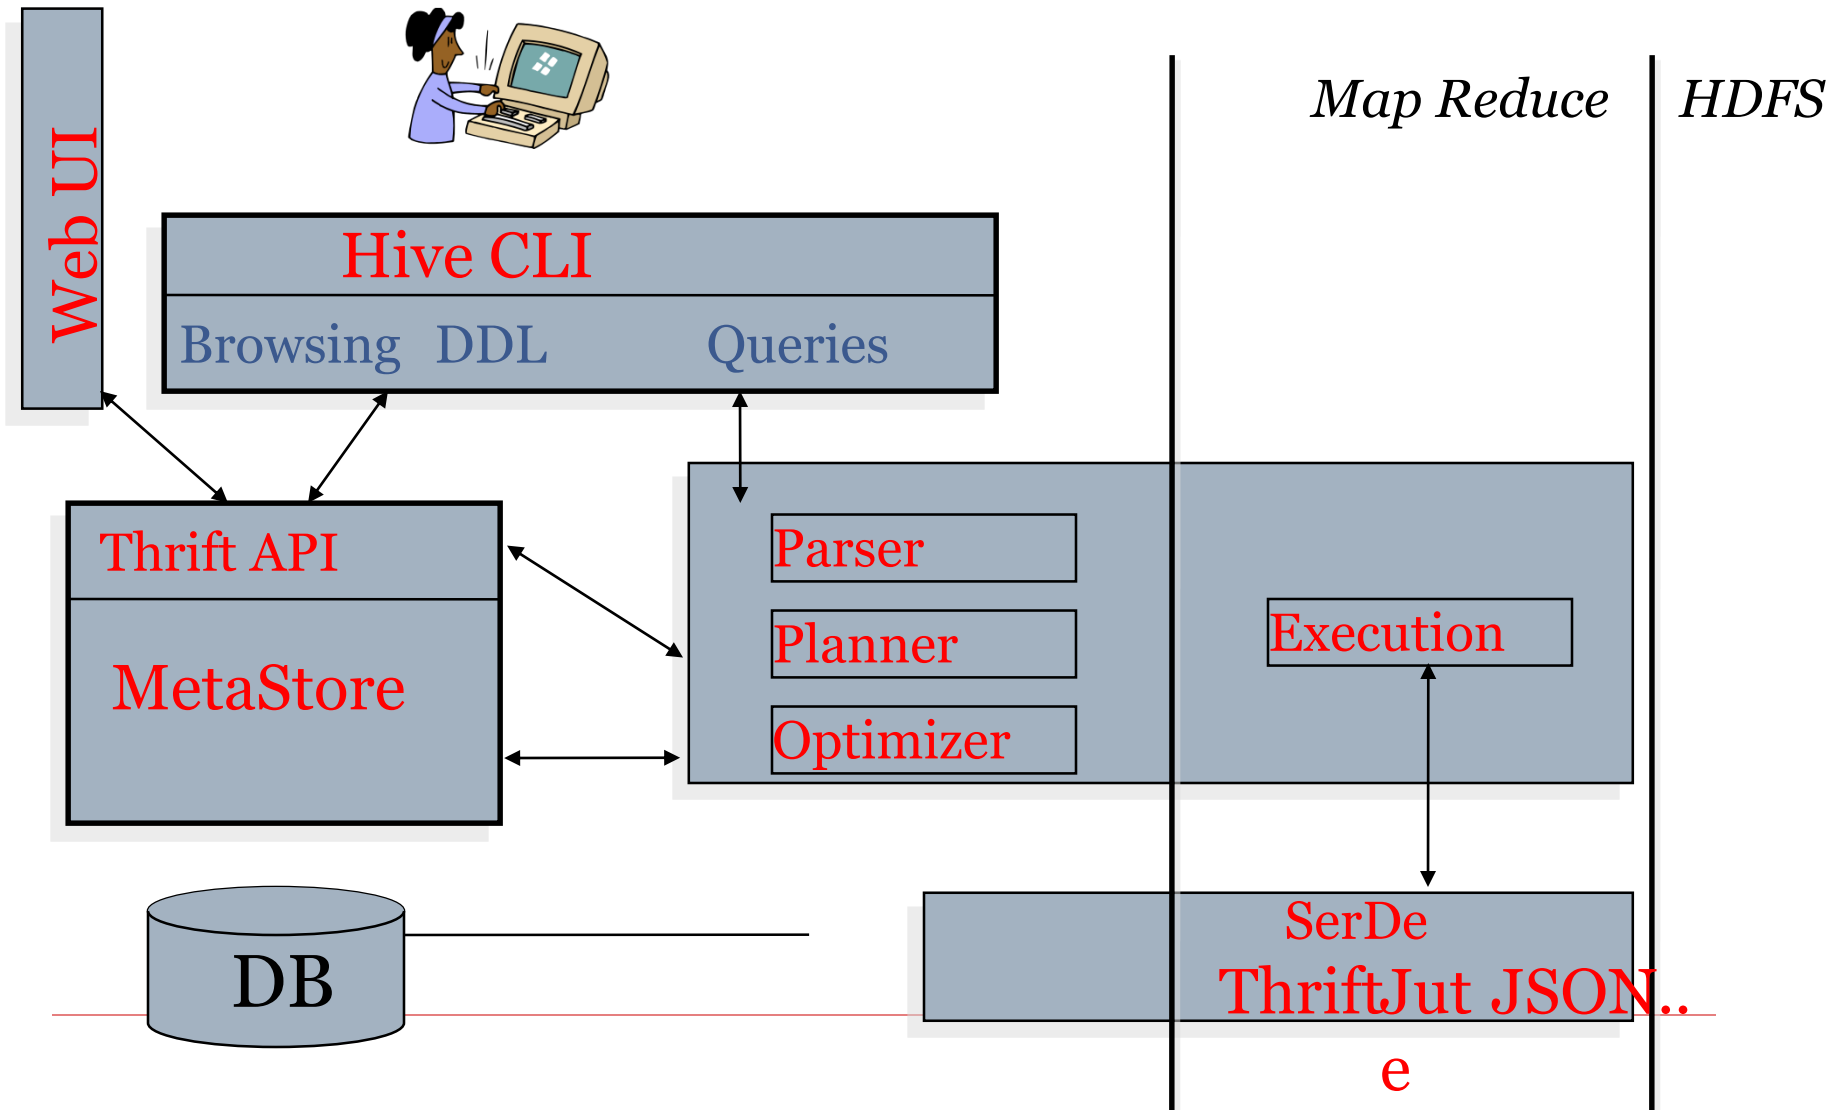 Web UI
Map Reduce
HDFS
Hive CLI
Browsing DDL Queries
Thrift API
MetaStore
Parser
Planner
Optimizer
Execution
DB
SerDe
ThriftJut JSON..
e